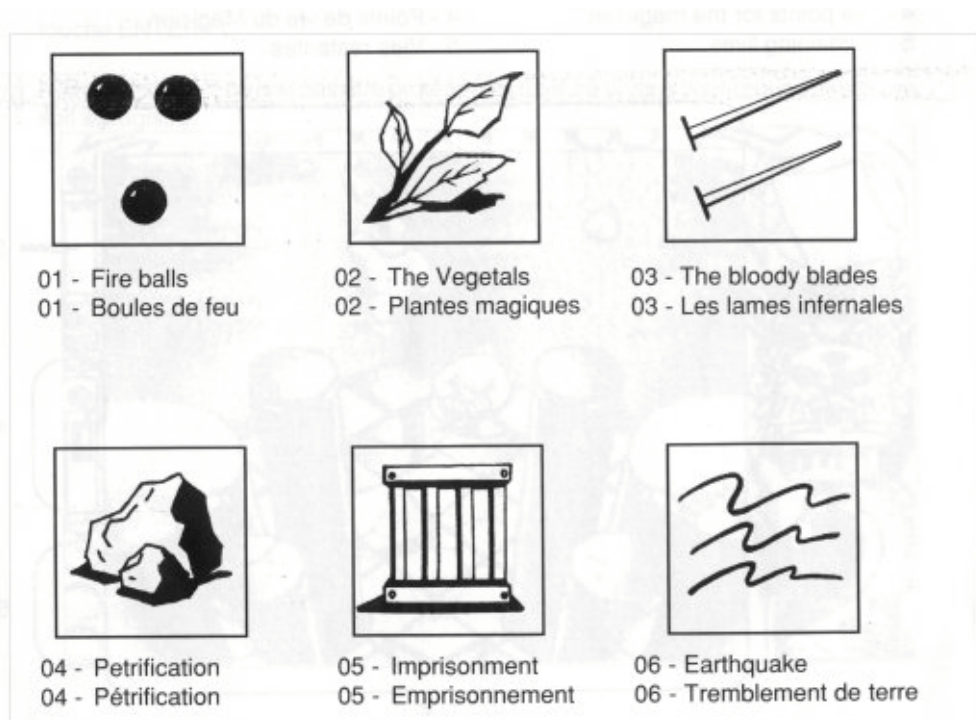 01 - Fire balls
01 - Boules de feu
02 - The Vegetals
02 - Plantes magiques
03 - The bloody blades
03 - Les lames infernales
04 - Petrification
04 - Pétrification
05 - Imprisonment
05 - Emprisonnement
06 - Earthquake
06 - Tremblement de terre